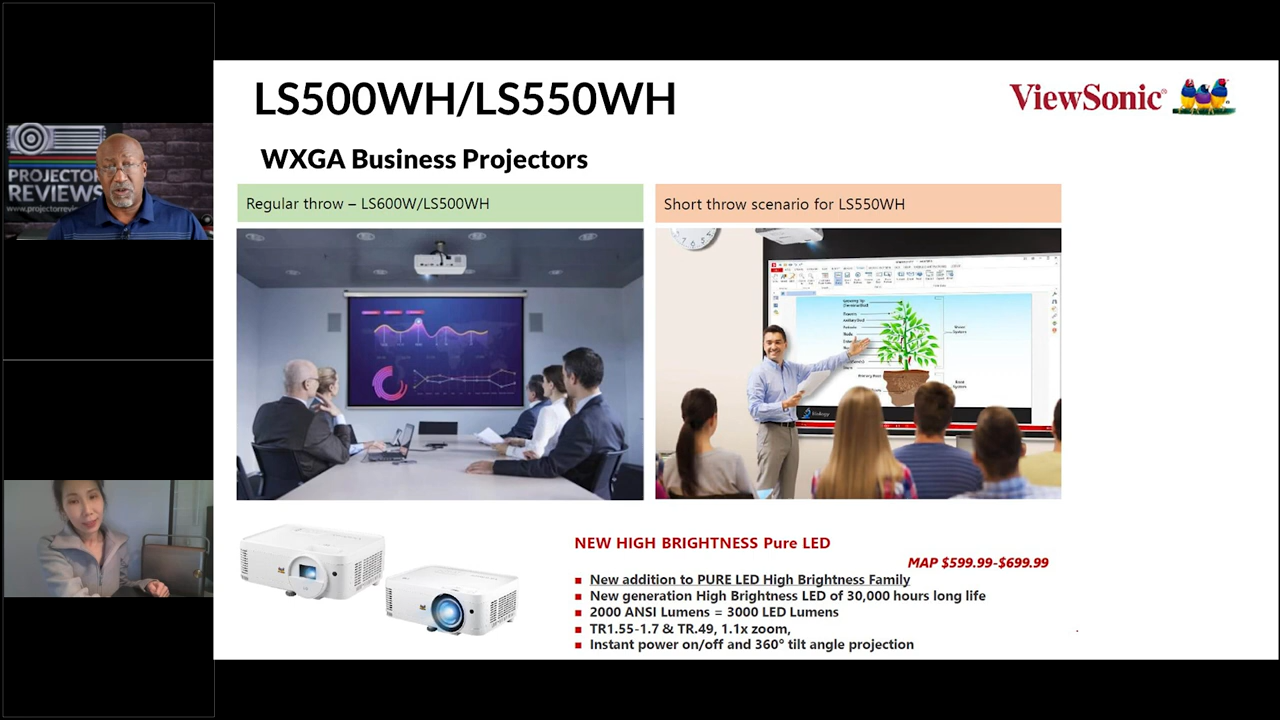 PROJECTOR
REVIEWS
LS500WH/LS550WH
ViewSonic
WXGA Business Projectors
Regular throw – LS600W/LS500WH
Short throw scenario for LS550WH
Biology
NEW HIGH BRIGHTNESS Pure LED
MAP $599.99-$699.99
New addition to PURE LED High Brightness Family
New generation High Brightness LED of 30,000 hours long life
2000 ANSI Lumens = 3000 LED Lumens
TR1.55-1.7 & TR.49, 1.1x zoom,
Instant power on/off and 360° tilt angle projection